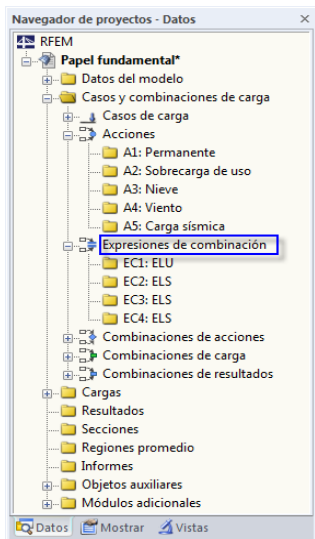 Navegador de proyectos - Datos
RFEM
Papel fundamental*
Datos del modelo
Casos y combinaciones de carga
Casos de carga
Acciones
A1: Permanente
A2: Sobrecarga de uso
A3: Nieve
A4: Viento
A5: Carga sísmica
Expresiones de combinación
EC1: ELU
EC2: ELS
EC3: ELS
EC4: ELS
Combinaciones de acciones
Combinaciones de carga
Combinaciones de resultados
Cargas
Resultados
Secciones
Regiones promedio
Informes
Objetos auxiliares
Módulos adicionales
Datos Mostrar Vistas